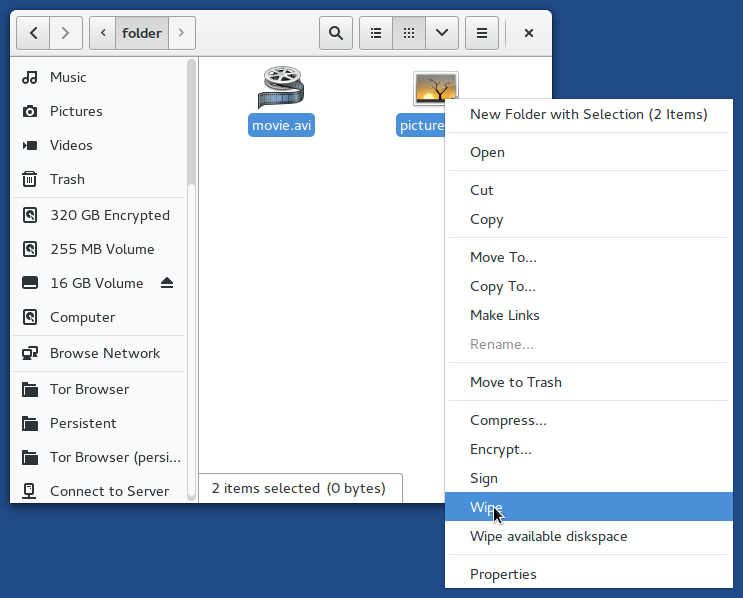 folder
Music
Pictures
Videos
Trash
320 GB Encrypted
255 MB Volume
16 GB Volume
Computer
Browse Network
Tor Browser
Persistent
Tor Browser (persi...
Connect to Server
movie.avi
picture
2 items selected (0 bytes)
New Folder with Selection (2 Items)
Open
Cut
Copy
Move To...
Copy To...
Make Links
Rename...
Move to Trash
Compress...
Encrypt...
Sign
Wipe
Wipe available diskspace
Properties